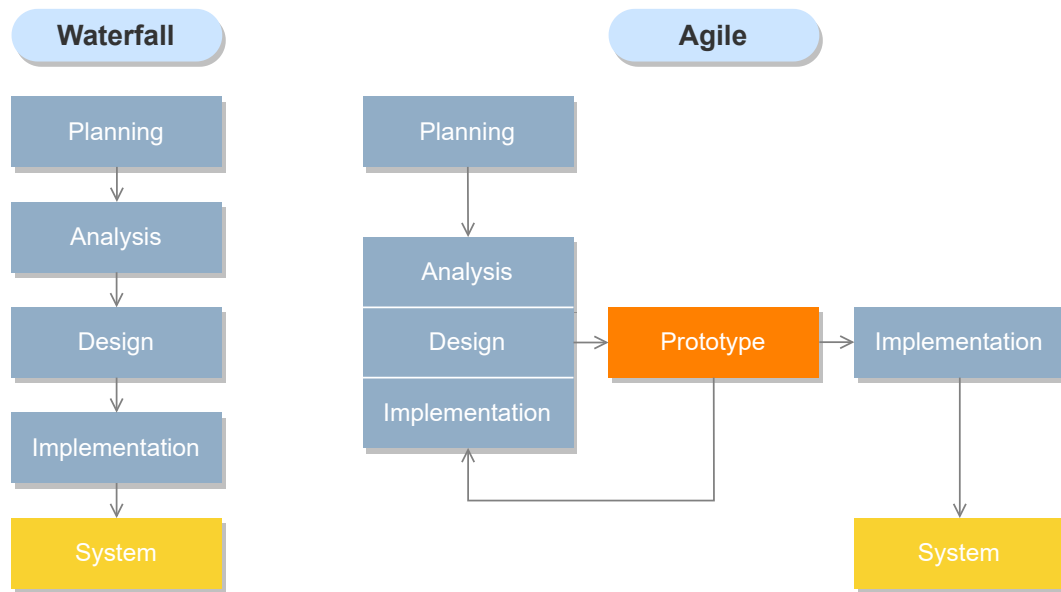 Waterfall
Planning
Analysis
Design
Implementation
System
Agile
Planning
Analysis
Design
Implementation
Prototype
Implementation
System